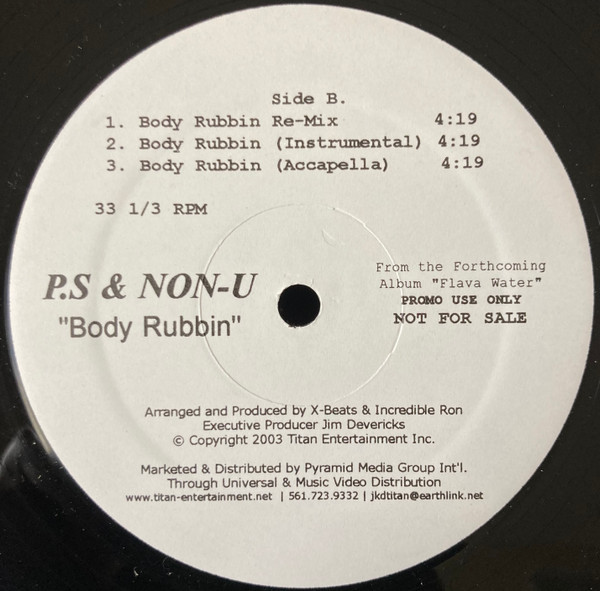 Side B.
1. Body Rubbin Re-Mix 4:19
2. Body Rubbin (Instrumental) 4:19
3. Body Rubbin (Accapella) 4:19
33 1/3 RPM
P.S & NON-U
"Body Rubbin"
From the Forthcoming
Album "Flava Water"
PROMO USE ONLY
NOT FOR SALE
Arranged and Produced by X-Beats & Incredible Ron
Executive Producer Jim Devericks
© Copyright 2003 Titan Entertainment Inc.
Marketed & Distributed by Pyramid Media Group Int'l.
Through Universal & Music Video Distribution
www.titan-entertainment.net | 561.723.9332 | jkdtitan@earthlink.net